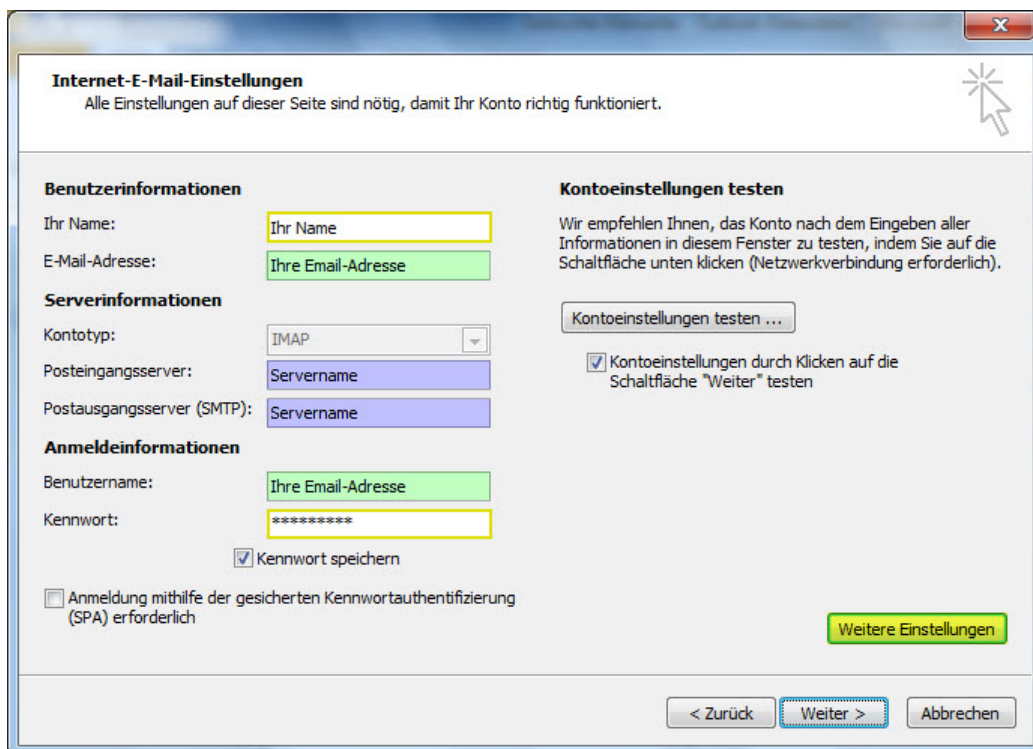 Internet-E-Mail-Einstellungen
Alle Einstellungen auf dieser Seite sind nötig, damit Ihr Konto richtig funktioniert.
Benutzerinformationen
Ihr Name:
Ihr Name
E-Mail-Adresse:
Ihre Email-Adresse
Serverinformationen
Kontotyp:
IMAP
Posteingangsserver:
Servername
Postausgangsserver (SMTP):
Servername
Anmeldeinformationen
Benutzername:
Ihre Email-Adresse
Kennwort:
*********
Kennwort speichern
Anmeldung mithilfe der gesicherten Kennwortauthentifizierung
(SPA) erforderlich
Kontoeinstellungen testen
Wir empfehlen Ihnen, das Konto nach dem Eingeben aller
Informationen in diesem Fenster zu testen, indem Sie auf die
Schaltfläche unten klicken (Netzwerkverbindung erforderlich).
Kontoeinstellungen testen ...
Kontoeinstellungen durch Klicken auf die
Schaltfläche "Weiter" testen
Weitere Einstellungen
< Zurück
Weiter >
Abbrechen